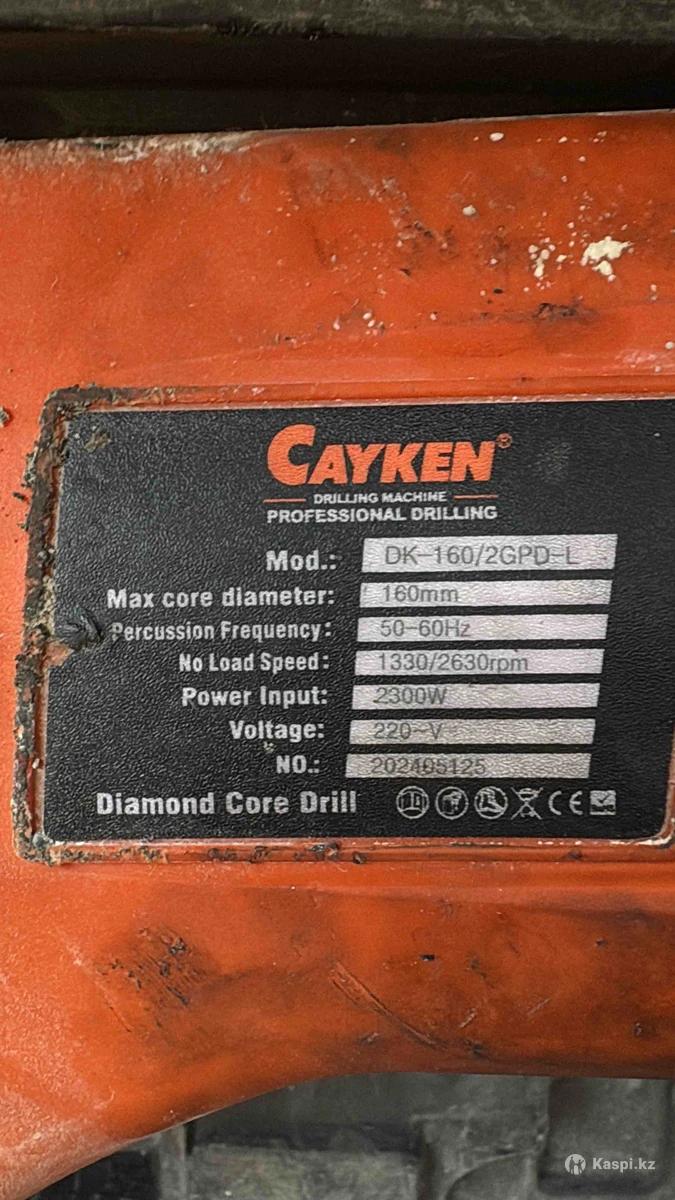 CAYKEN®
DRILLING MACHINE
PROFESSIONAL DRILLING
Mod.: DK-160/2GPD-L
Max core diameter: 160mm
Percussion Frequency: 50-60Hz
No Load Speed: 1330/2630rpm
Power Input: 2300W
Voltage: 220~V
NO.: 202405125
Diamond Core Drill CE
Kaspi.kz